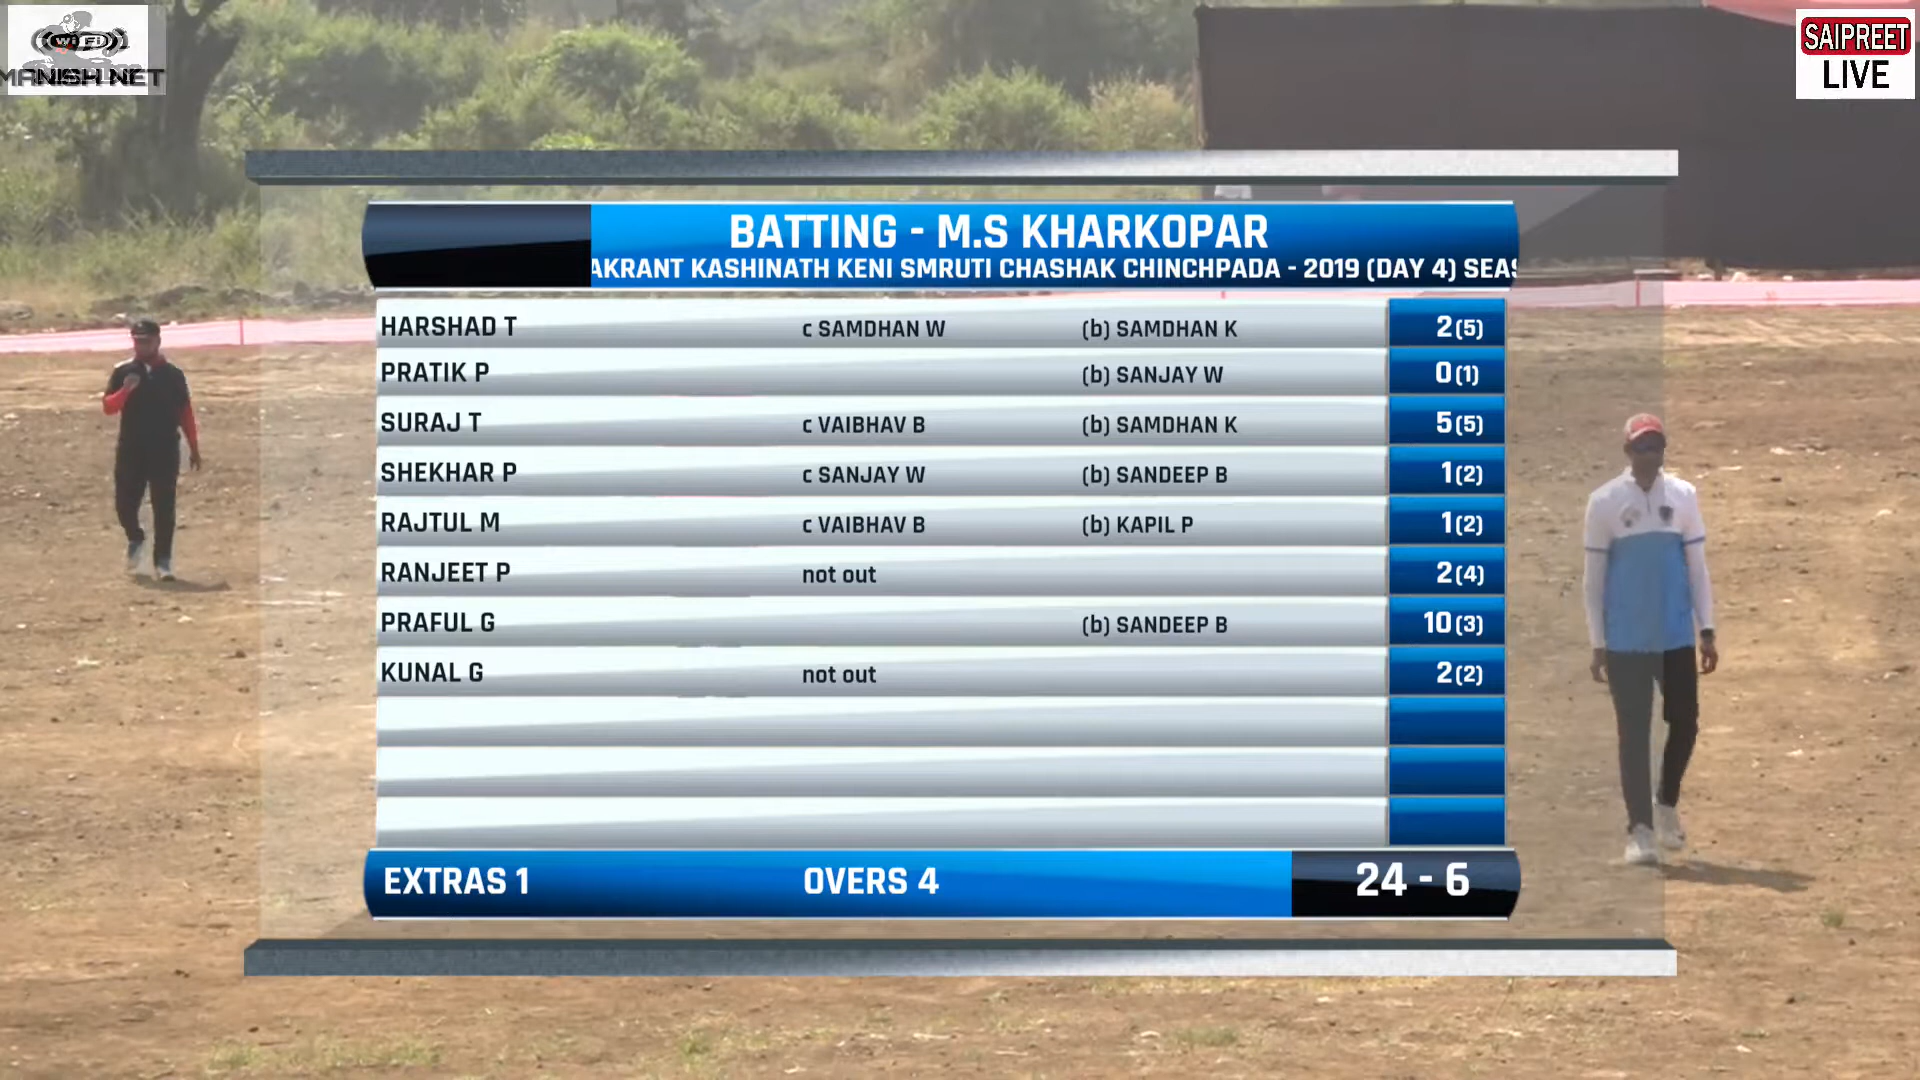 WiFi
MANISH NET
SAIPREET
LIVE
BATTING - M.S KHARKOPAR
AKRANT KASHINATH KENI SMRUTI CHASHAK CHINCHPADA - 2019 (DAY 4) SEAS
HARSHAD T c SAMDHAN W (b) SAMDHAN K 2(5)
PRATIK P (b) SANJAY W 0(1)
SURAJ T c VAIBHAV B (b) SAMDHAN K 5(5)
SHEKHAR P c SANJAY W (b) SANDEEP B 1(2)
RAJTUL M c VAIBHAV B (b) KAPIL P 1(2)
RANJEET P not out 2(4)
PRAFUL G (b) SANDEEP B 10(3)
KUNAL G not out 2(2)
EXTRAS 1 OVERS 4 24 - 6